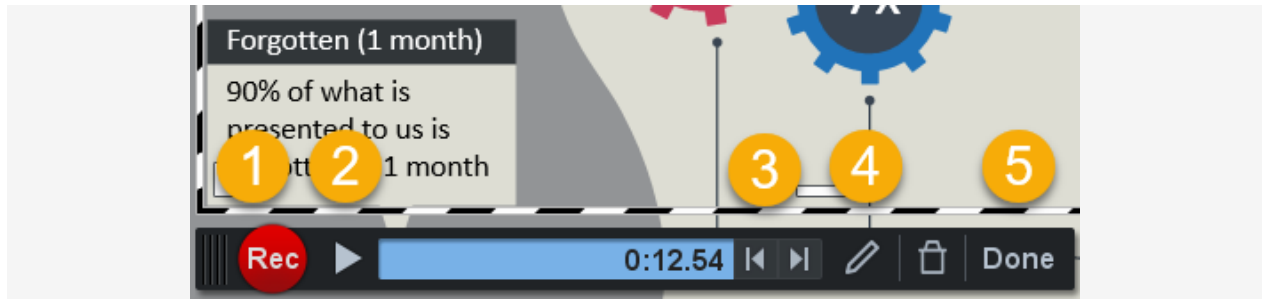 7x
Forgotten (1 month)
90% of what is
presented to us is
1 month
1 2 3 4 5
Rec 0:12.54 Done